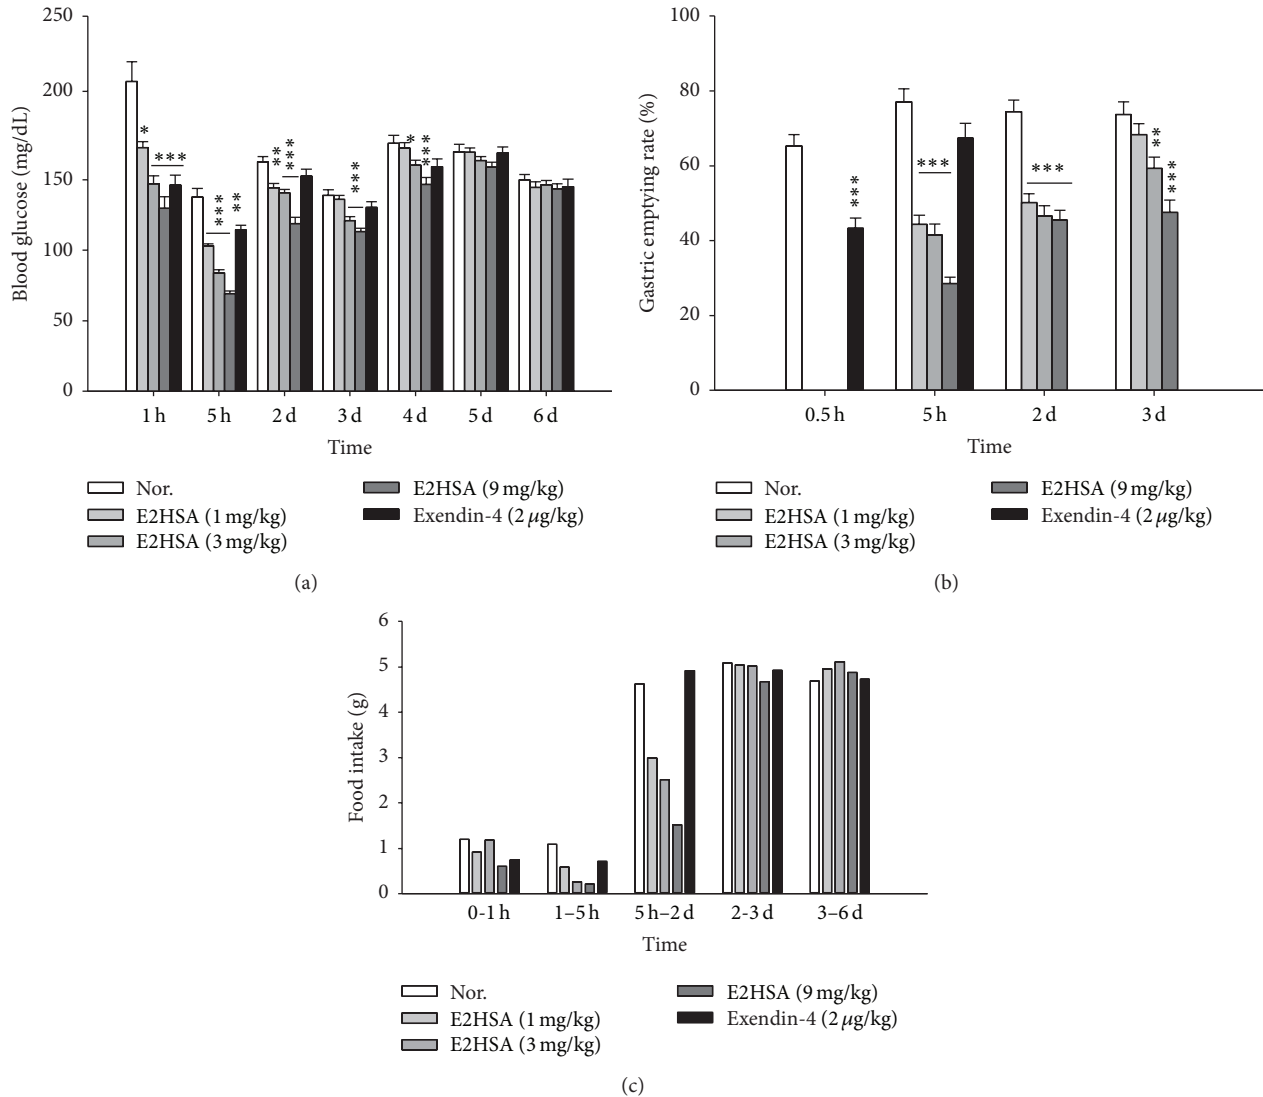 250
200
150
100
50
0
Blood glucose (mg/dL)
*
***
***
**
**
***
***
*
***
1 h
5 h
2 d
3 d
4 d
5 d
6 d
Time
Nor.
E2HSA (1 mg/kg)
E2HSA (3 mg/kg)
E2HSA (9 mg/kg)
Exendin-4 (2 μg/kg)
(a)
100
80
60
40
20
0
Gastric emptying rate (%)
***
***
***
**
***
0.5 h
5 h
2 d
3 d
Time
Nor.
E2HSA (1 mg/kg)
E2HSA (3 mg/kg)
E2HSA (9 mg/kg)
Exendin-4 (2 μg/kg)
(b)
6
5
4
3
2
1
0
Food intake (g)
0-1 h
1–5 h
5 h–2 d
2-3 d
3–6 d
Time
Nor.
E2HSA (1 mg/kg)
E2HSA (3 mg/kg)
E2HSA (9 mg/kg)
Exendin-4 (2 μg/kg)
(c)